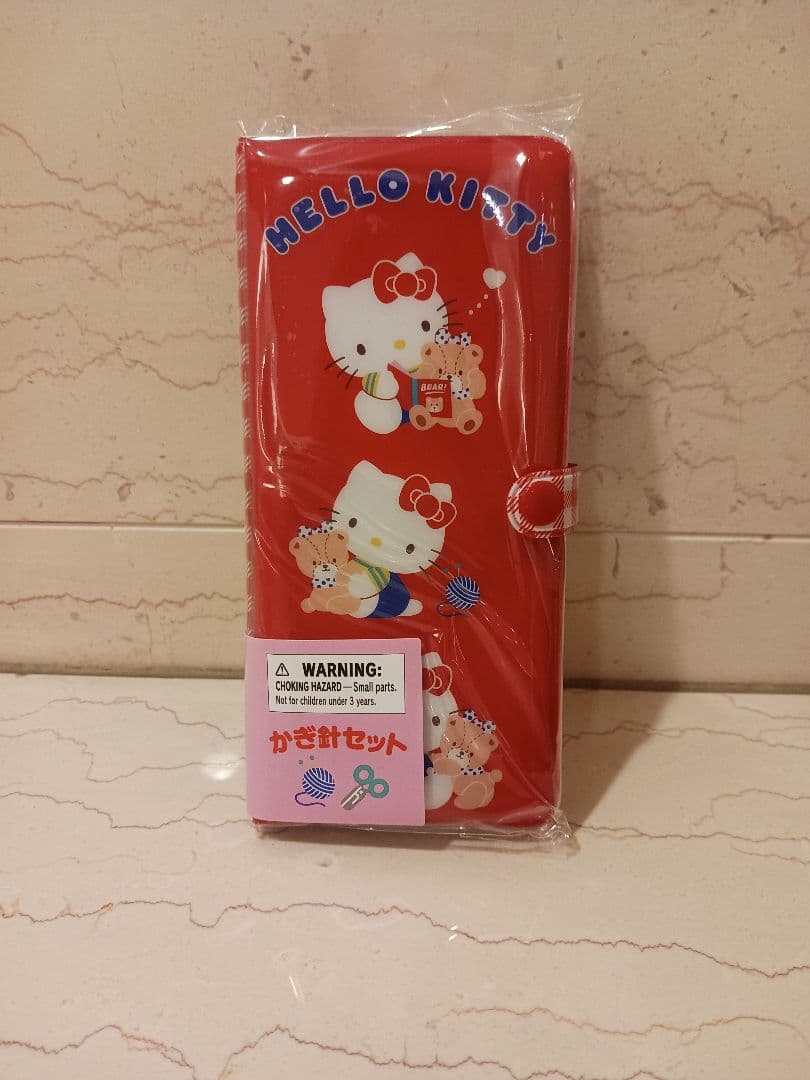 HELLO KITTY
BEAR!
⚠ WARNING:
CHOKING HAZARD — Small parts.
Not for children under 3 years.
かぎ針セット